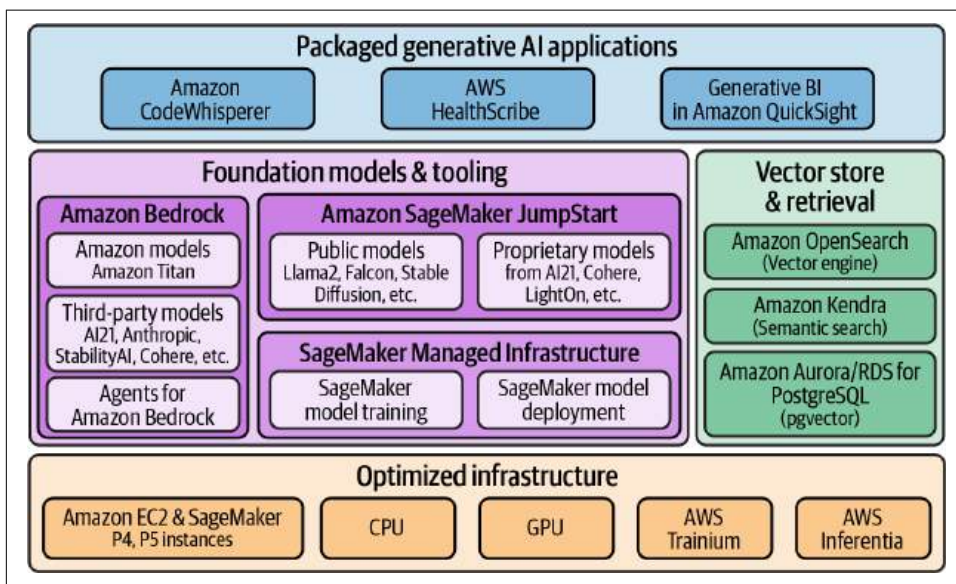 Packaged generative AI applications
Amazon
CodeWhisperer
AWS
HealthScribe
Generative BI
in Amazon QuickSight
Foundation models & tooling
Amazon Bedrock
Amazon models
Amazon Titan
Third-party models
AI21, Anthropic,
StabilityAI, Cohere, etc.
Agents for
Amazon Bedrock
Amazon SageMaker JumpStart
Public models
Llama2, Falcon, Stable
Diffusion, etc.
Proprietary models
from AI21, Cohere,
LightOn, etc.
SageMaker Managed Infrastructure
SageMaker
model training
SageMaker model
deployment
Vector store
& retrieval
Amazon OpenSearch
(Vector engine)
Amazon Kendra
(Semantic search)
Amazon Aurora/RDS for
PostgreSQL
(pgvector)
Optimized infrastructure
Amazon EC2 & SageMaker
P4, P5 instances
CPU
GPU
AWS
Trainium
AWS
Inferentia